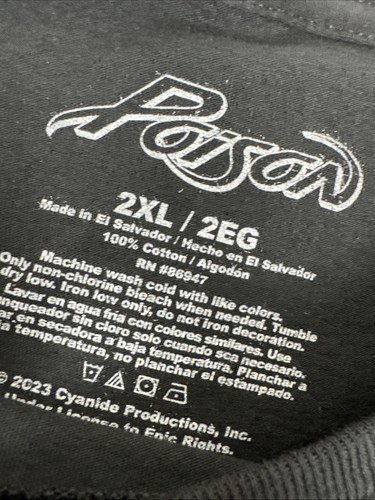 Poison
2XL / 2EG
Made in El Salvador / Hecho en El Salvador
100% Cotton / Algodón
RN #86947
Machine wash cold with like colors.
Only non-chlorine bleach when needed. Tumble
dry low. Iron low only, do not iron decoration.
Lavar en agua fría con colores similares. Use
anqueador sin cloro solo cuando sea necesario.
ar en secadora a baja temperatura. Planchar a
a temperatura, no planchar el estampado.
© 2023 Cyanide Productions, Inc.
Under License to Epic Rights.